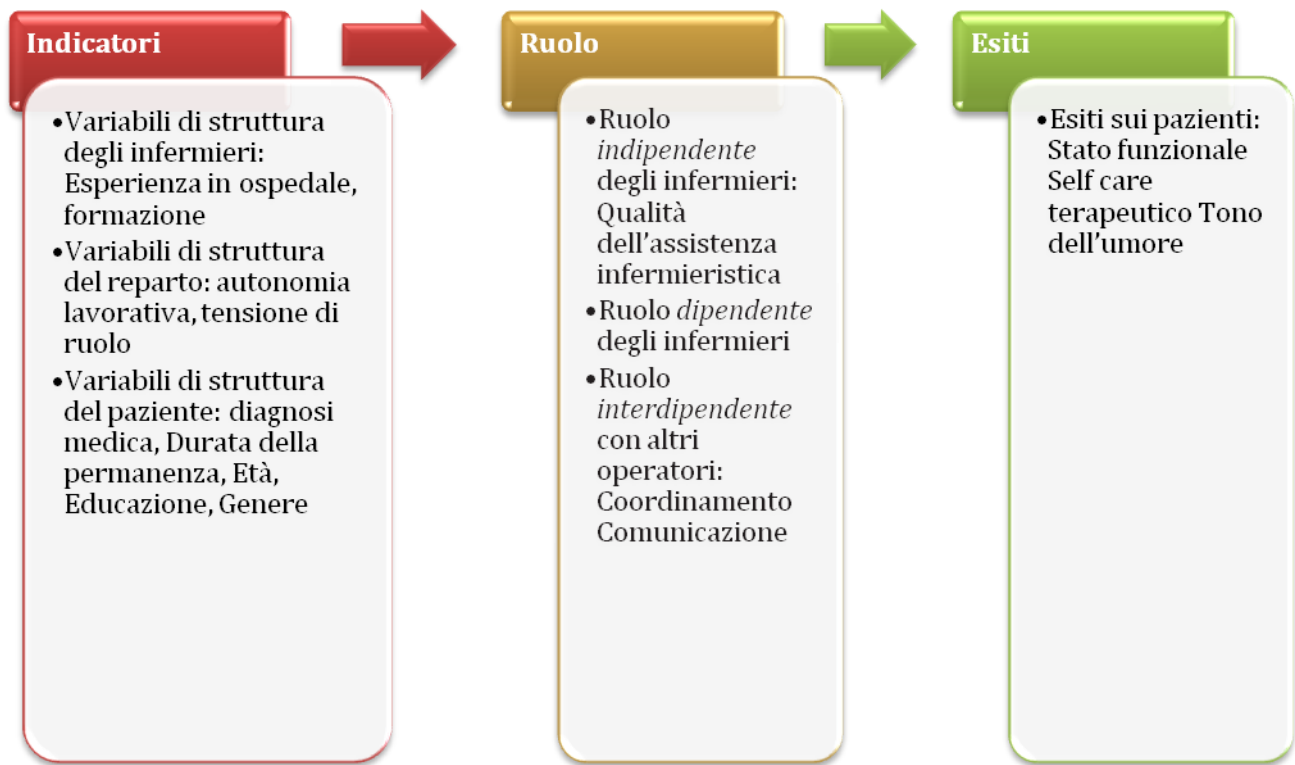 Indicatori
•Variabili di struttura
degli infermieri:
Esperienza in ospedale,
formazione
•Variabili di struttura
del reparto: autonomia
lavorativa, tensione di
ruolo
•Variabili di struttura
del paziente: diagnosi
medica, Durata della
permanenza, Età,
Educazione, Genere
Ruolo
•Ruolo
indipendente
degli infermieri:
Qualità
dell’assistenza
infermieristica
•Ruolo dipendente
degli infermieri
•Ruolo
interdipendente
con altri
operatori:
Coordinamento
Comunicazione
Esiti
•Esiti sui pazienti:
Stato funzionale
Self care
terapeutico Tono
dell’umore